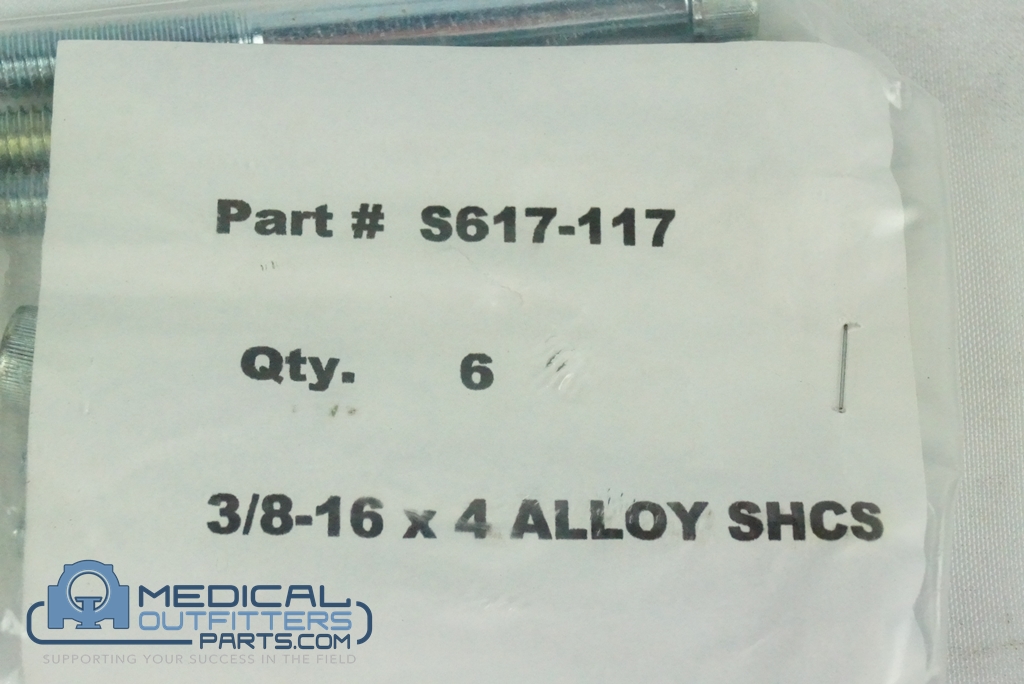 Part # S617-117
Qty. 6
3/8-16 x 4 ALLOY SHCS
MEDICAL
OUTFITTERS
PARTS.COM
SUPPORTING YOUR SUCCESS IN THE FIELD